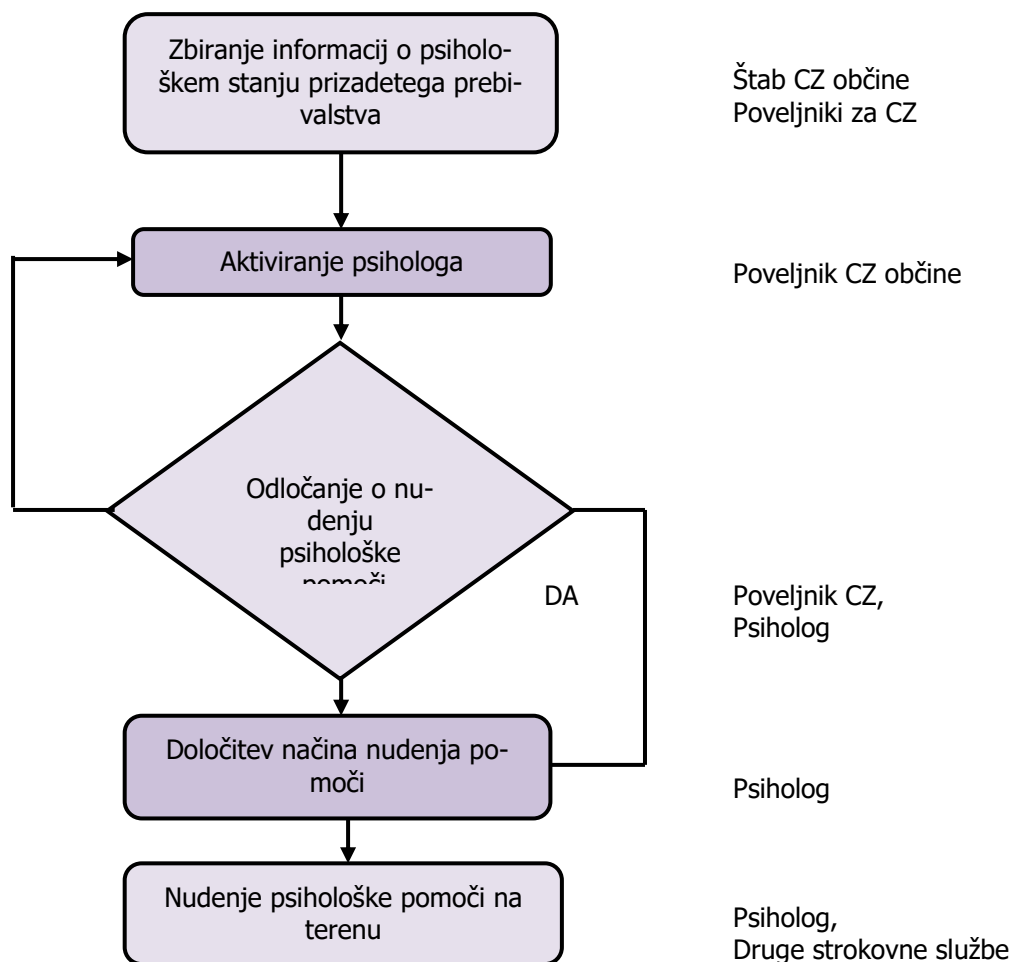 Zbiranje informacij o psiholo-
škem stanju prizadetega prebi-
valstva
Štab CZ občine
Poveljniki za CZ
Aktiviranje psihologa
Poveljnik CZ občine
Odločanje o nu-
denju
psihološke
pomoči
DA
Poveljnik CZ,
Psiholog
Določitev načina nudenja po-
moči
Psiholog
Nudenje psihološke pomoči na
terenu
Psiholog,
Druge strokovne službe